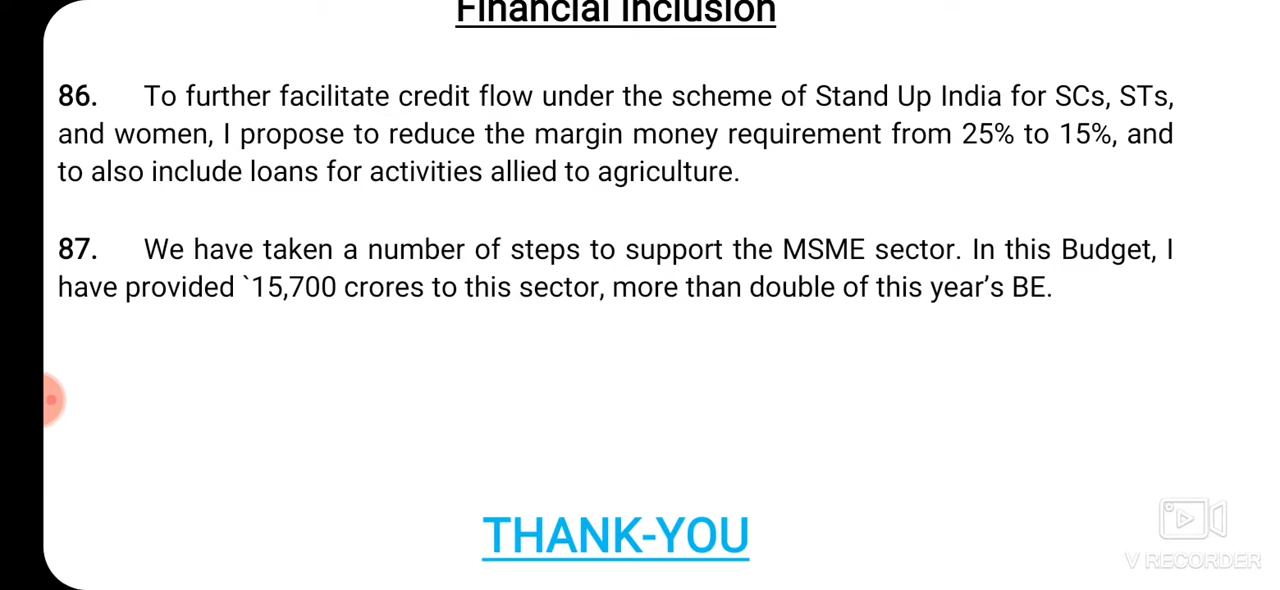 Financial Inclusion
86. To further facilitate credit flow under the scheme of Stand Up India for SCs, STs,
and women, I propose to reduce the margin money requirement from 25% to 15%, and
to also include loans for activities allied to agriculture.
87. We have taken a number of steps to support the MSME sector. In this Budget, I
have provided `15,700 crores to this sector, more than double of this year’s BE.
THANK-YOU
V RECORDER